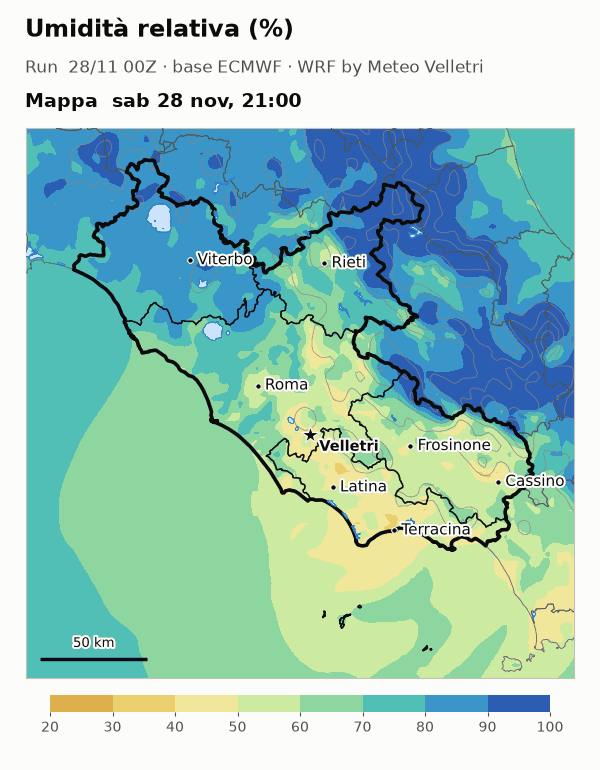 Umidità relativa (%)
Run  28/11 00Z · base ECMWF · WRF by Meteo Velletri
Mappa  sab 28 nov, 21:00
Viterbo
Rieti
Roma
Velletri
Frosinone
Cassino
Latina
Terracina
50 km
20 30 40 50 60 70 80 90 100